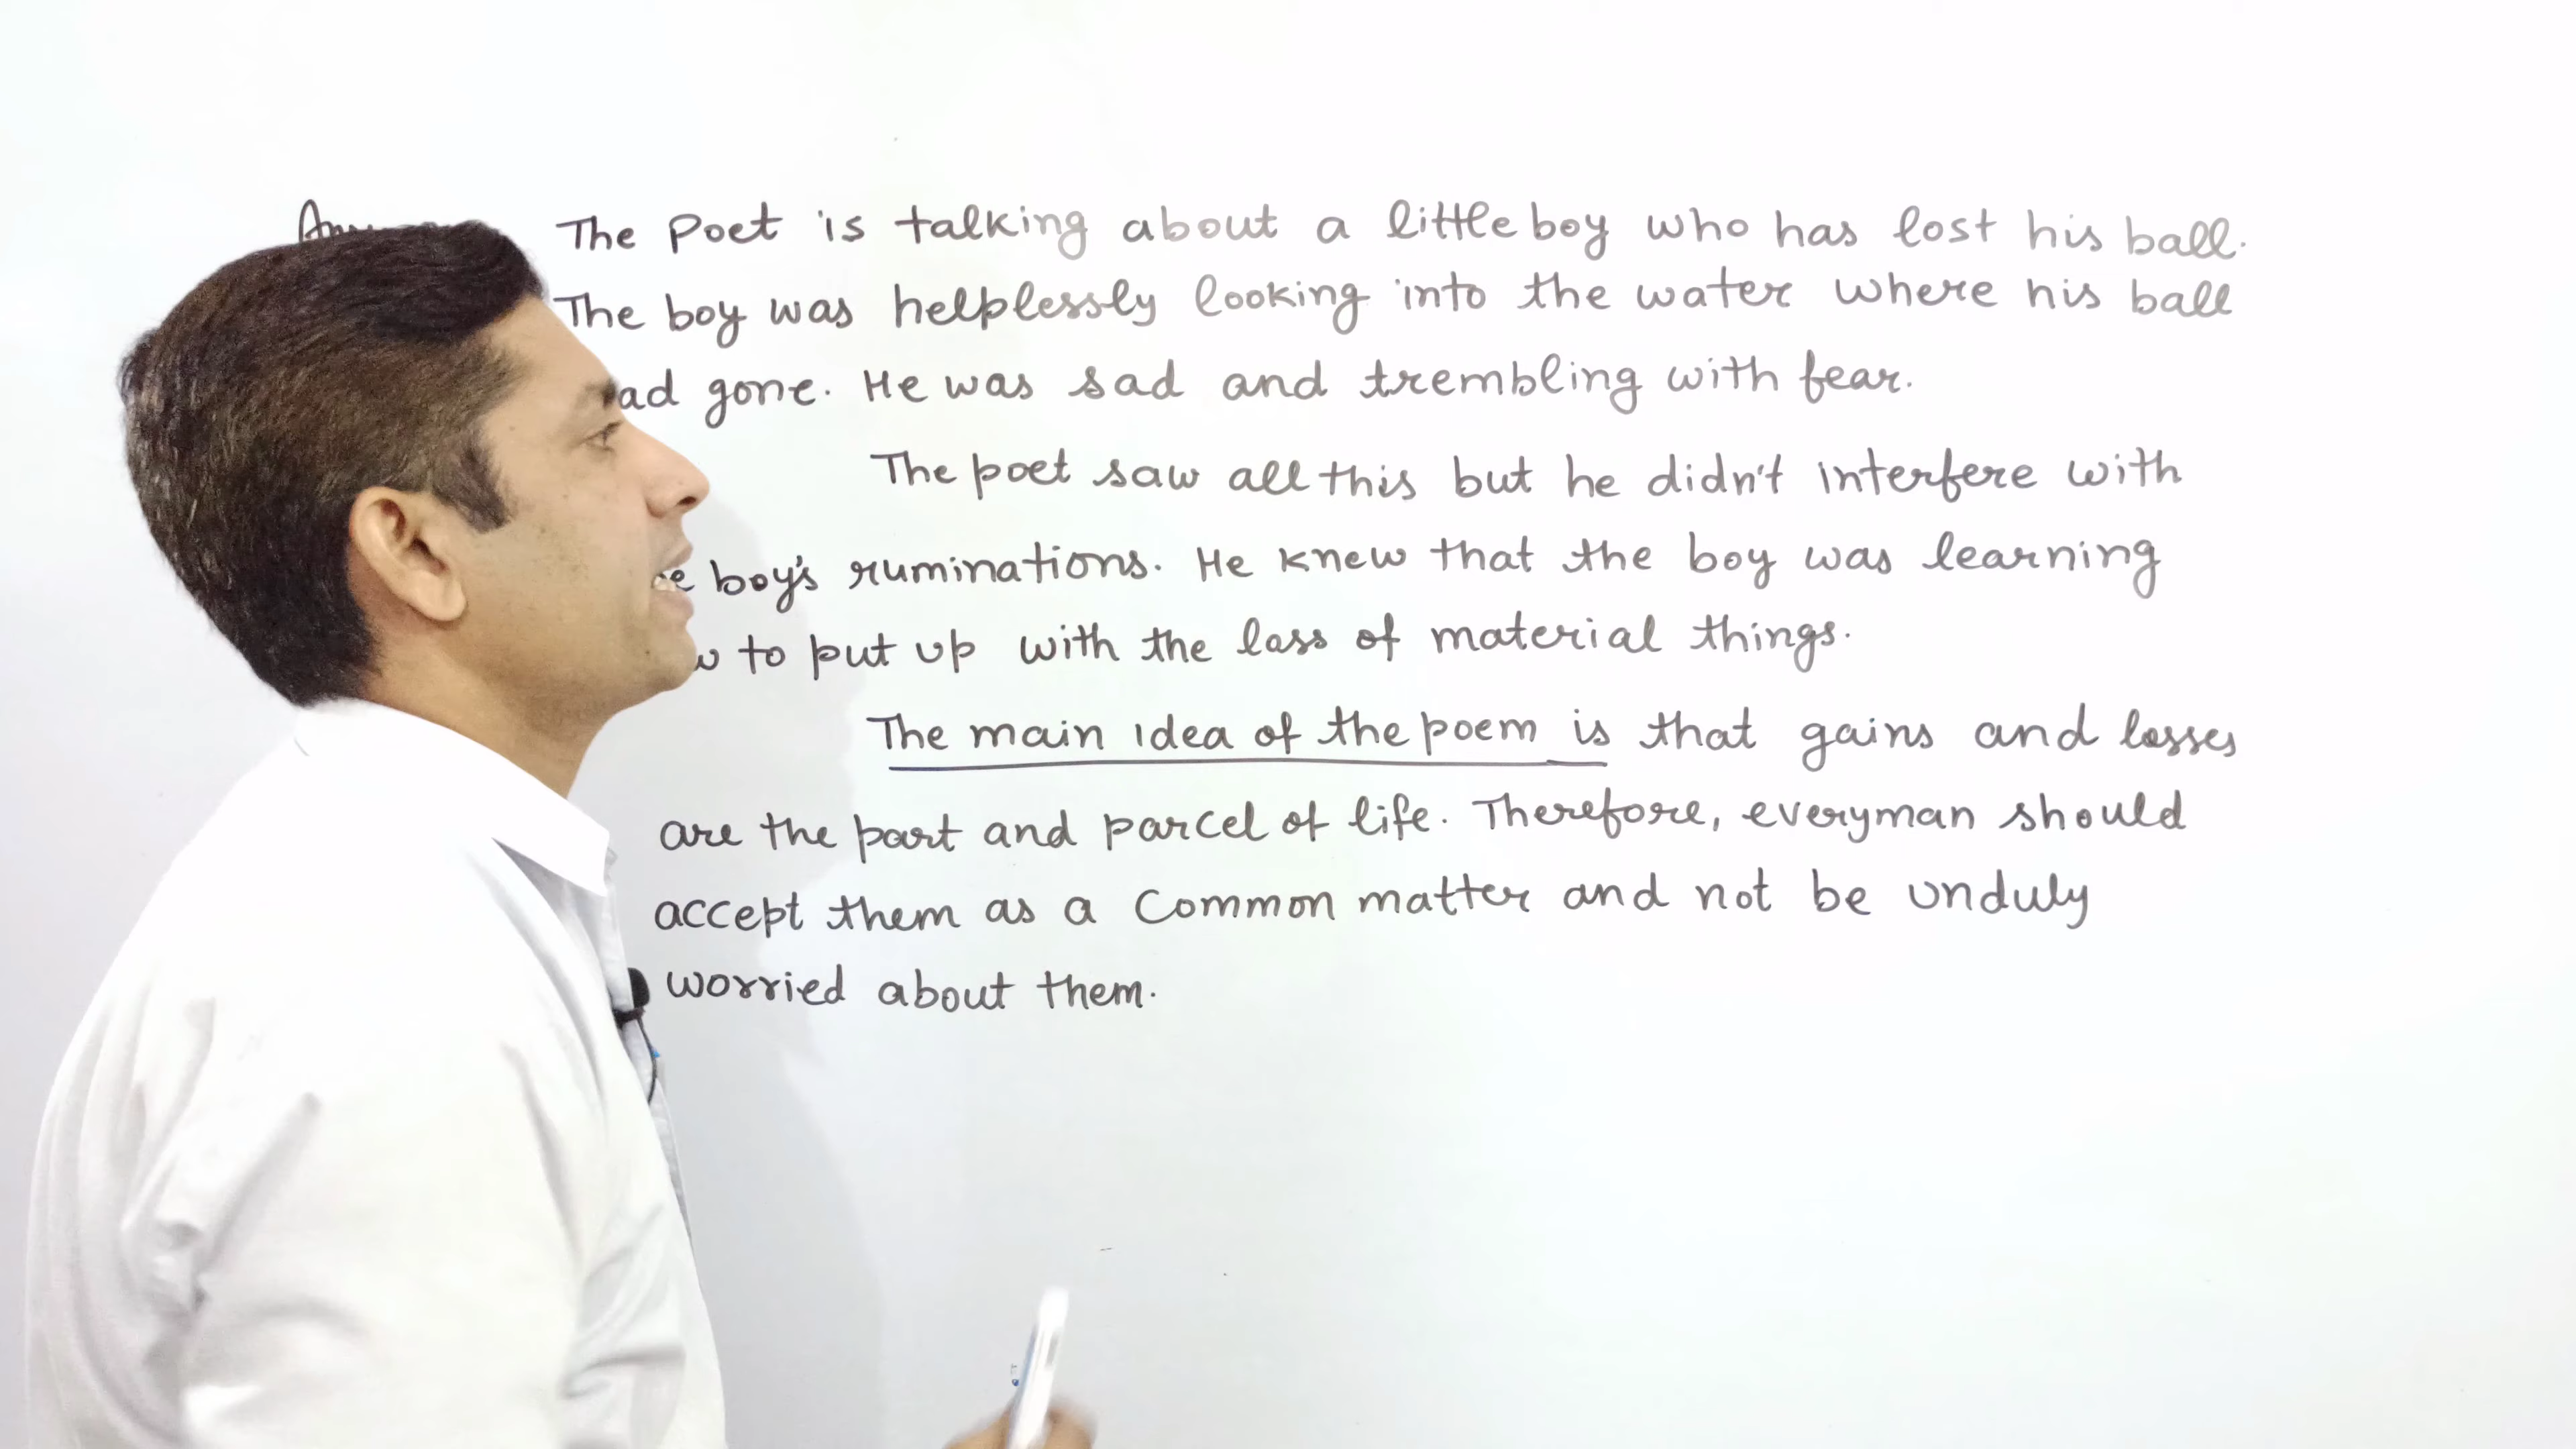 The Poet is talking about a little boy who has lost his ball.
The boy was helplessly looking into the water where his ball
gone. He was sad and trembling with fear.
The poet saw all this but he didn't interfere with
boy's ruminations. He knew that the boy was learning
to put up with the loss of material things.
The main idea of the poem is that gains and losses
are the part and parcel of life. Therefore, everyman should
accept them as a Common matter and not be unduly
worried about them.